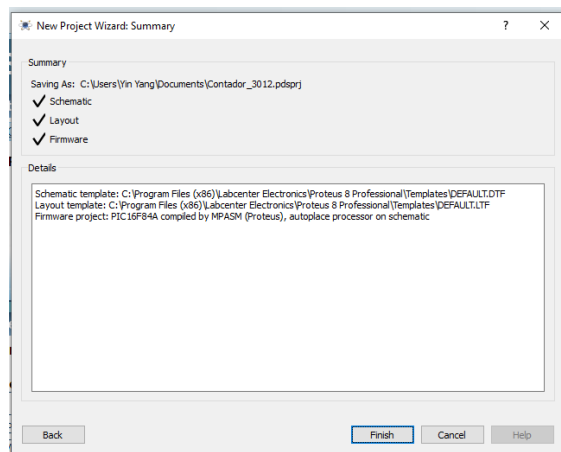 New Project Wizard: Summary
Summary
Saving As: C:\Users\Yin Yang\Documents\Contador_3012.pdsprj
Schematic
Layout
Firmware
Details
Schematic template: C:\Program Files (x86)\Labcenter Electronics\Proteus 8 Professional\Templates\DEFAULT.DTF
Layout template: C:\Program Files (x86)\Labcenter Electronics\Proteus 8 Professional\Templates\DEFAULT.LTF
Firmware project: PIC16F84A compiled by MPASM (Proteus), autoplace processor on schematic
Back
Finish
Cancel
Help